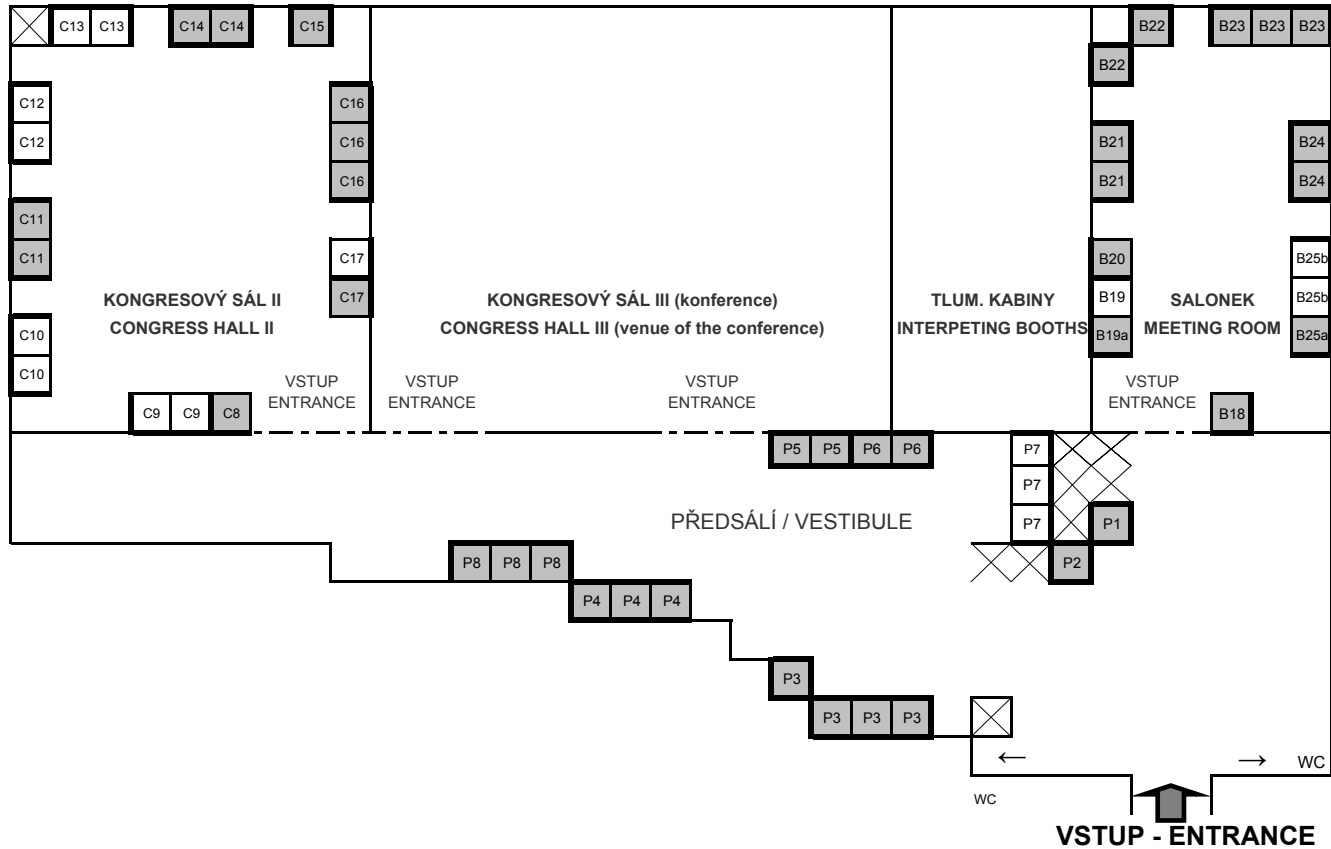 C13 C13 C14 C14 C15 B22 B23 B23 B23
B22
C12 C16
C12 C16 B21 B24
C16 B21 B24
C11
C11 C17 B20 B25b
C17 B19 B25b
KONGRESOVÝ SÁL II KONGRESOVÝ SÁL III (konference) TLUM. KABINY SALONEK
CONGRESS HALL II CONGRESS HALL III (venue of the conference) INTERPETING BOOTHS MEETING ROOM
C10 B19a B25a
C10
VSTUP VSTUP VSTUP VSTUP
ENTRANCE ENTRANCE ENTRANCE ENTRANCE
C9 C9 C8 B18
P5 P5 P6 P6 P7
P7
PŘEDSÁLÍ / VESTIBULE P7 P1
P8 P8 P8 P2
P4 P4 P4
P3
P3 P3 P3
← → WC
WC
VSTUP - ENTRANCE